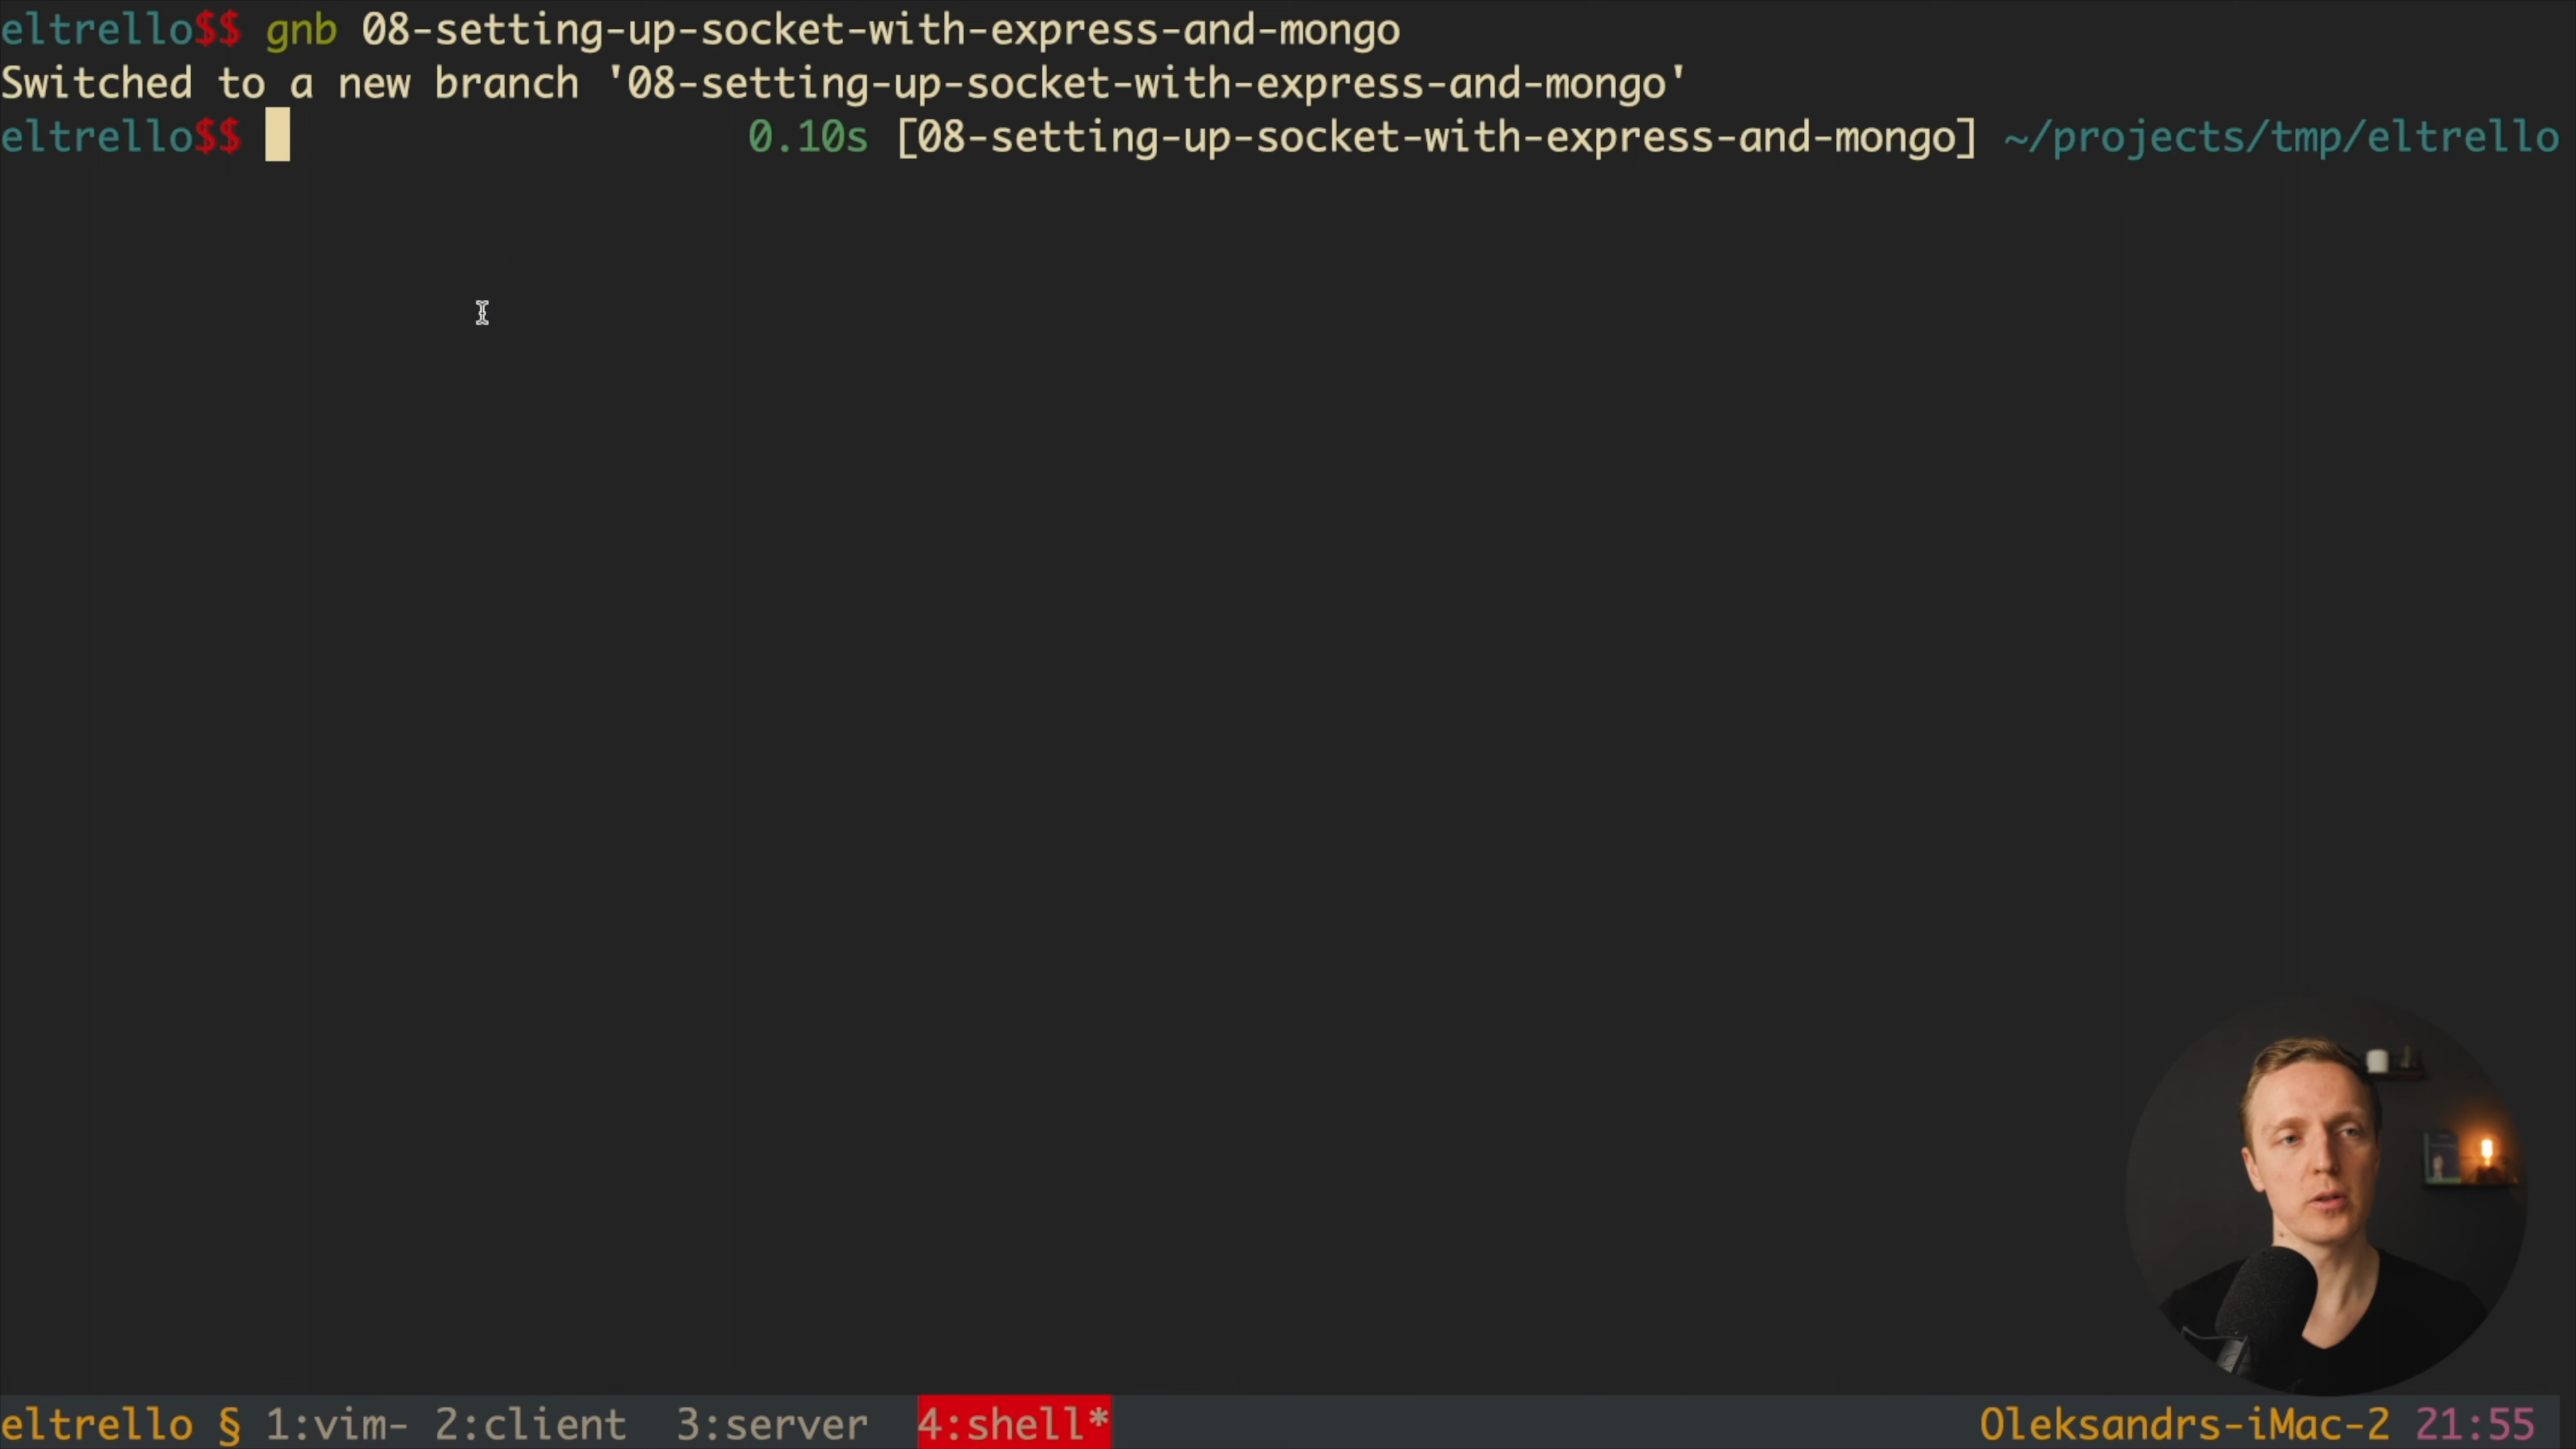 eltrello$$ gnb 08-setting-up-socket-with-express-and-mongo
Switched to a new branch '08-setting-up-socket-with-express-and-mongo'
eltrello$$ 0.10s [08-setting-up-socket-with-express-and-mongo] ~/projects/tmp/eltrello
eltrello § 1:vim- 2:client 3:server 4:shell* Oleksandrs-iMac-2 21:55